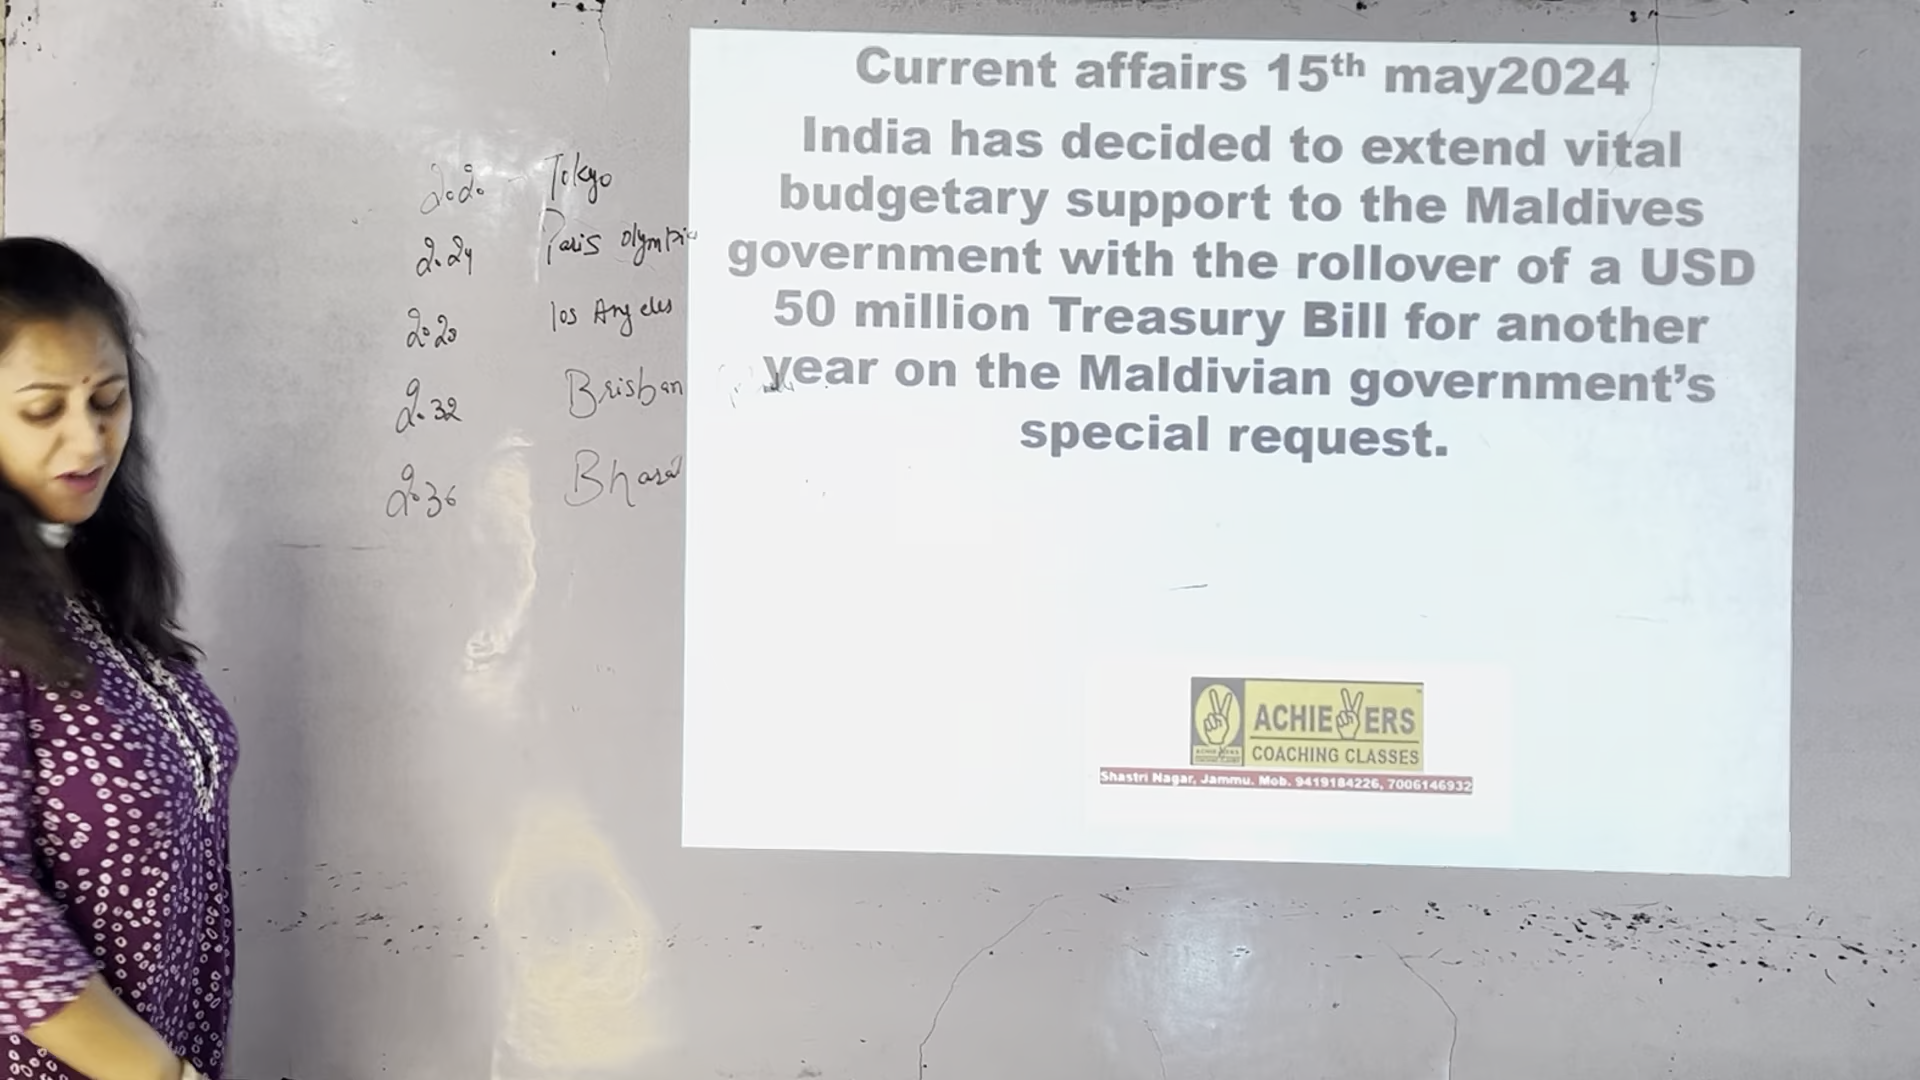 Current affairs 15th may2024
India has decided to extend vital
budgetary support to the Maldives
government with the rollover of a USD
50 million Treasury Bill for another
year on the Maldivian government's
special request.
2020 Tokyo
2024 Paris Olympic
los Angeles
2032 Brisban
2036 Bharat
ACHIEVERS
COACHING CLASSES
Shastri Nagar, Jammu. Mob. 9419184226, 7006146932